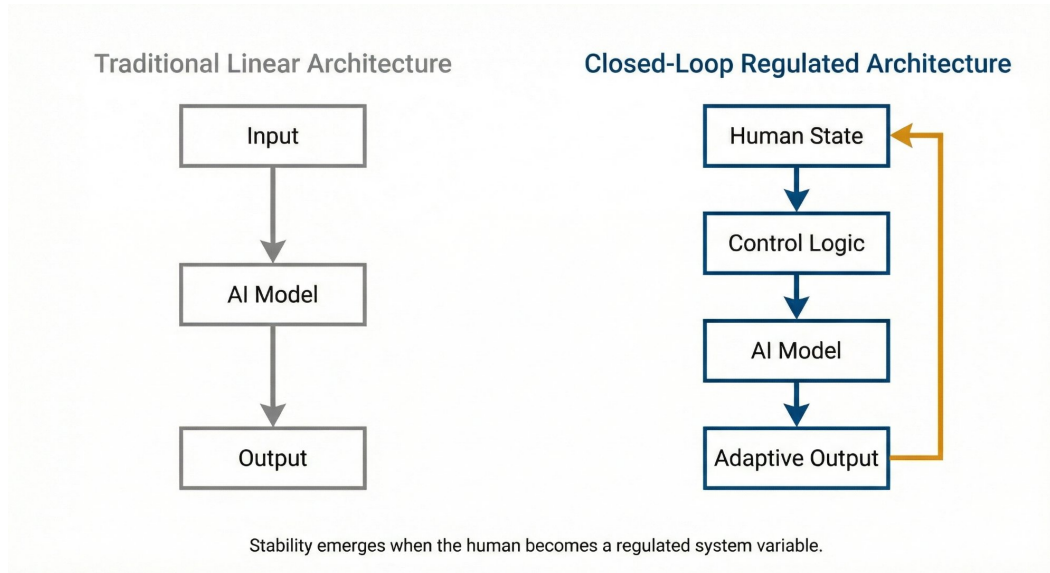 Traditional Linear Architecture
Input
AI Model
Output
Closed-Loop Regulated Architecture
Human State
Control Logic
AI Model
Adaptive Output
Stability emerges when the human becomes a regulated system variable.